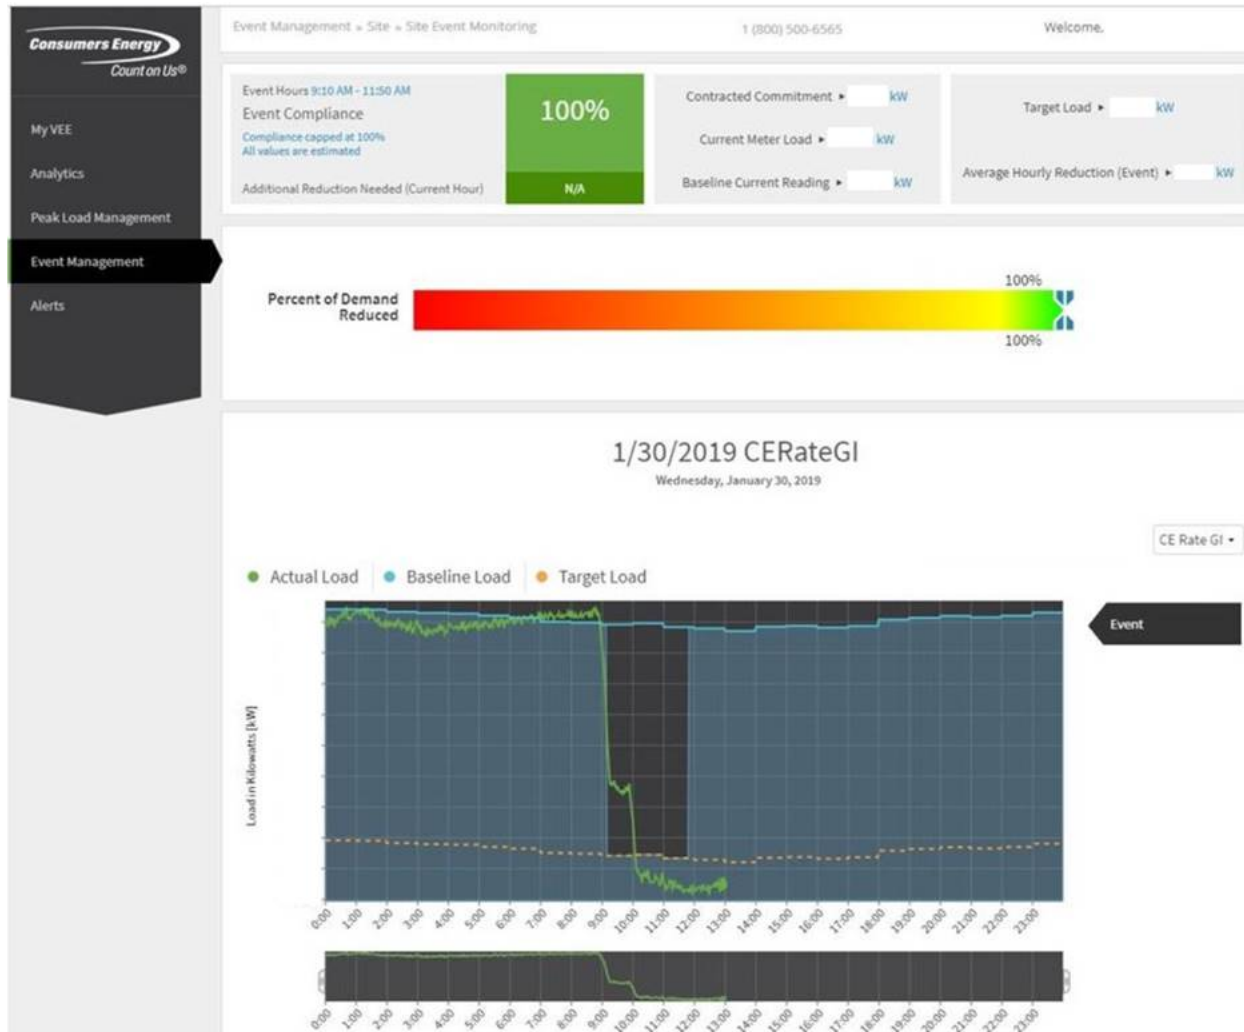 Consumers Energy
Count on Us®
My VEE
Analytics
Peak Load Management
Event Management
Alerts
Event Management » Site » Site Event Monitoring
1 (800) 500-6565
Welcome.
Event Hours 9:10 AM - 11:50 AM
Event Compliance
Compliance capped at 100%
All values are estimated
Additional Reduction Needed (Current Hour)
100%
N/A
Contracted Commitment ▸ kW
Current Meter Load ▸ kW
Baseline Current Reading ▸ kW
Target Load ▸ kW
Average Hourly Reduction (Event) ▸ kW
Percent of Demand
Reduced
100%
100%
1/30/2019 CERateGI
Wednesday, January 30, 2019
CE Rate GI
Actual Load
Baseline Load
Target Load
Event
Load in Kilowatts [kW]
0:00 1:00 2:00 3:00 4:00 5:00 6:00 7:00 8:00 9:00 10:00 11:00 12:00 13:00 14:00 15:00 16:00 17:00 18:00 19:00 20:00 21:00 22:00 23:00
0:00 1:00 2:00 3:00 4:00 5:00 6:00 7:00 8:00 9:00 10:00 11:00 12:00 13:00 14:00 15:00 16:00 17:00 18:00 19:00 20:00 21:00 22:00 23:00